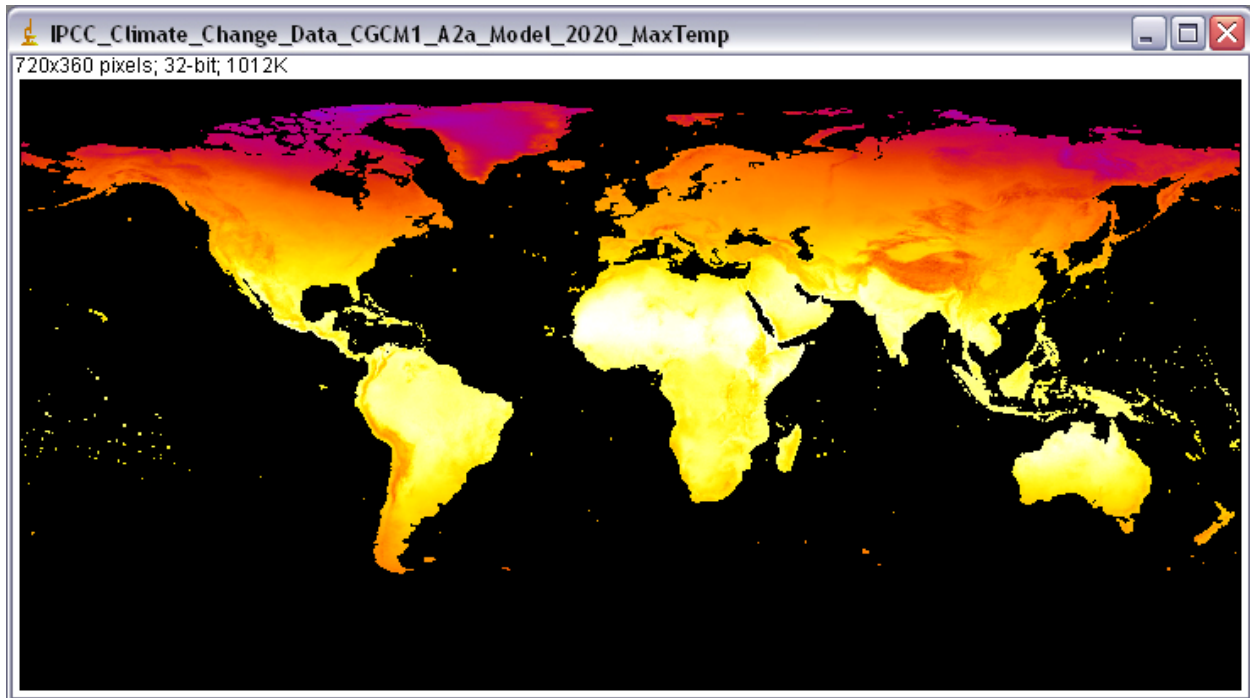 IPCC_Climate_Change_Data_CGCM1_A2a_Model_2020_MaxTemp
720x360 pixels; 32-bit; 1012K